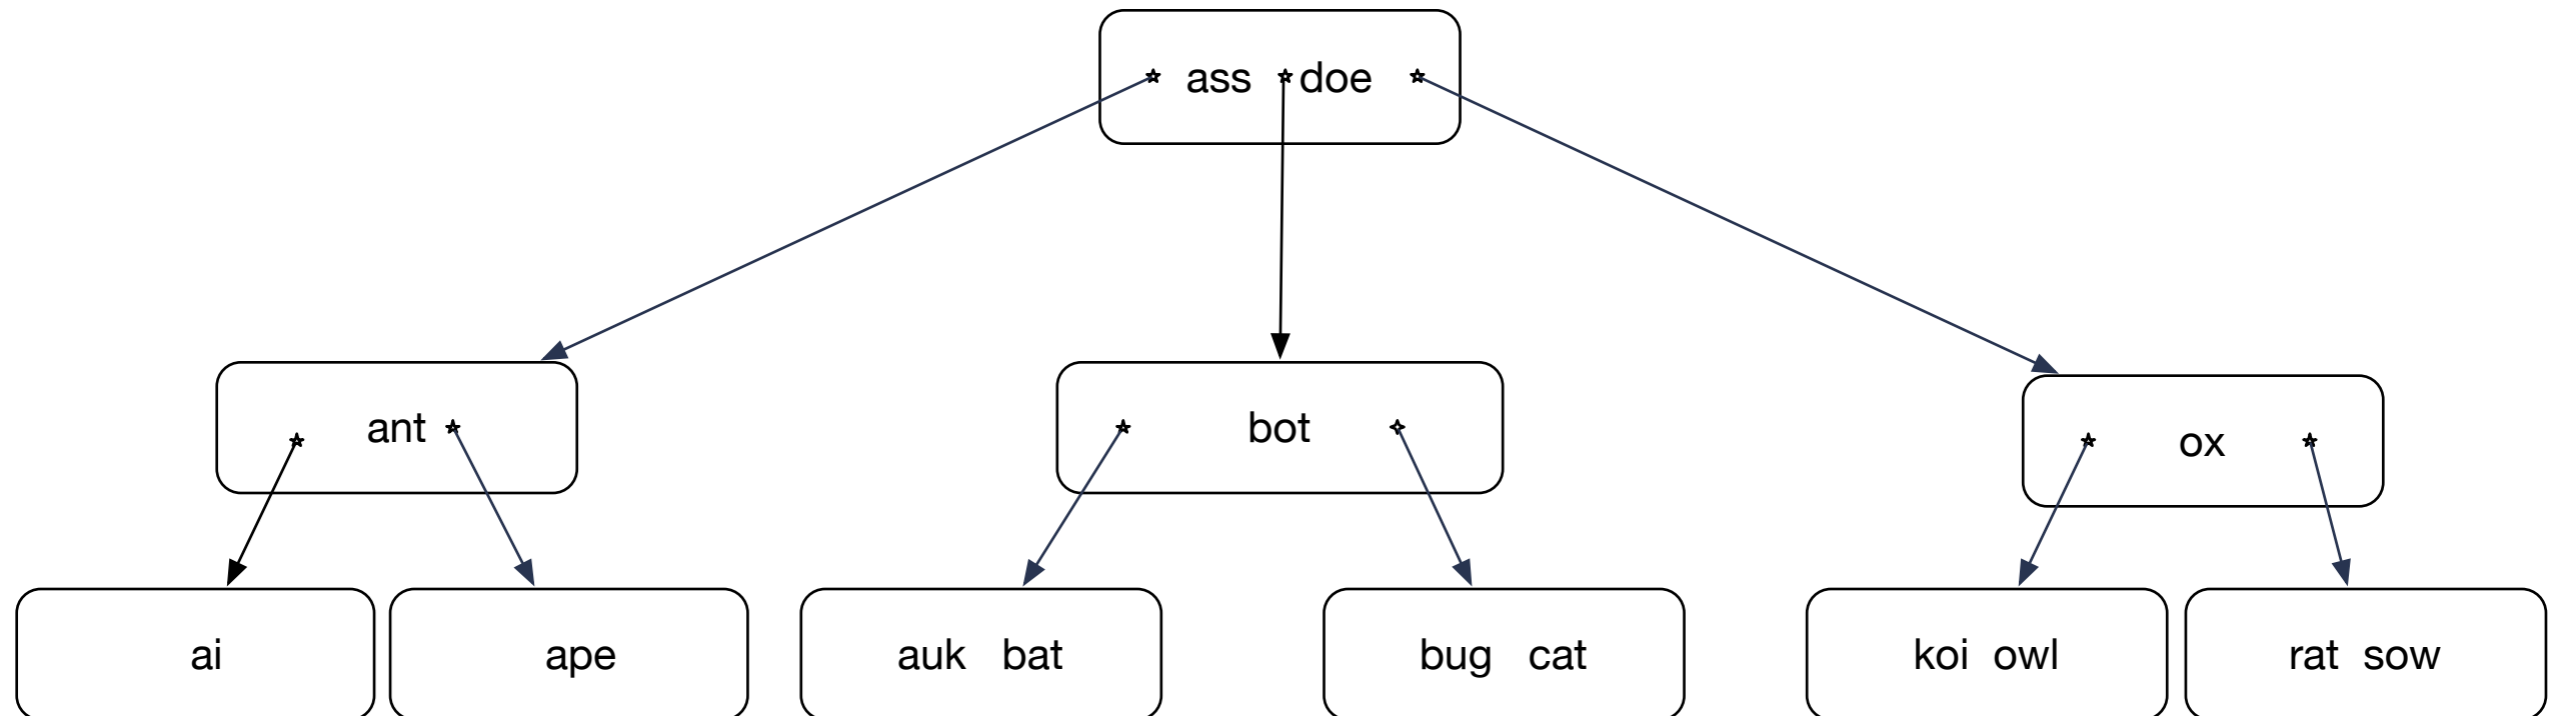 ass doe
ant bot ox
ai ape auk bat bug cat koi owl rat sow